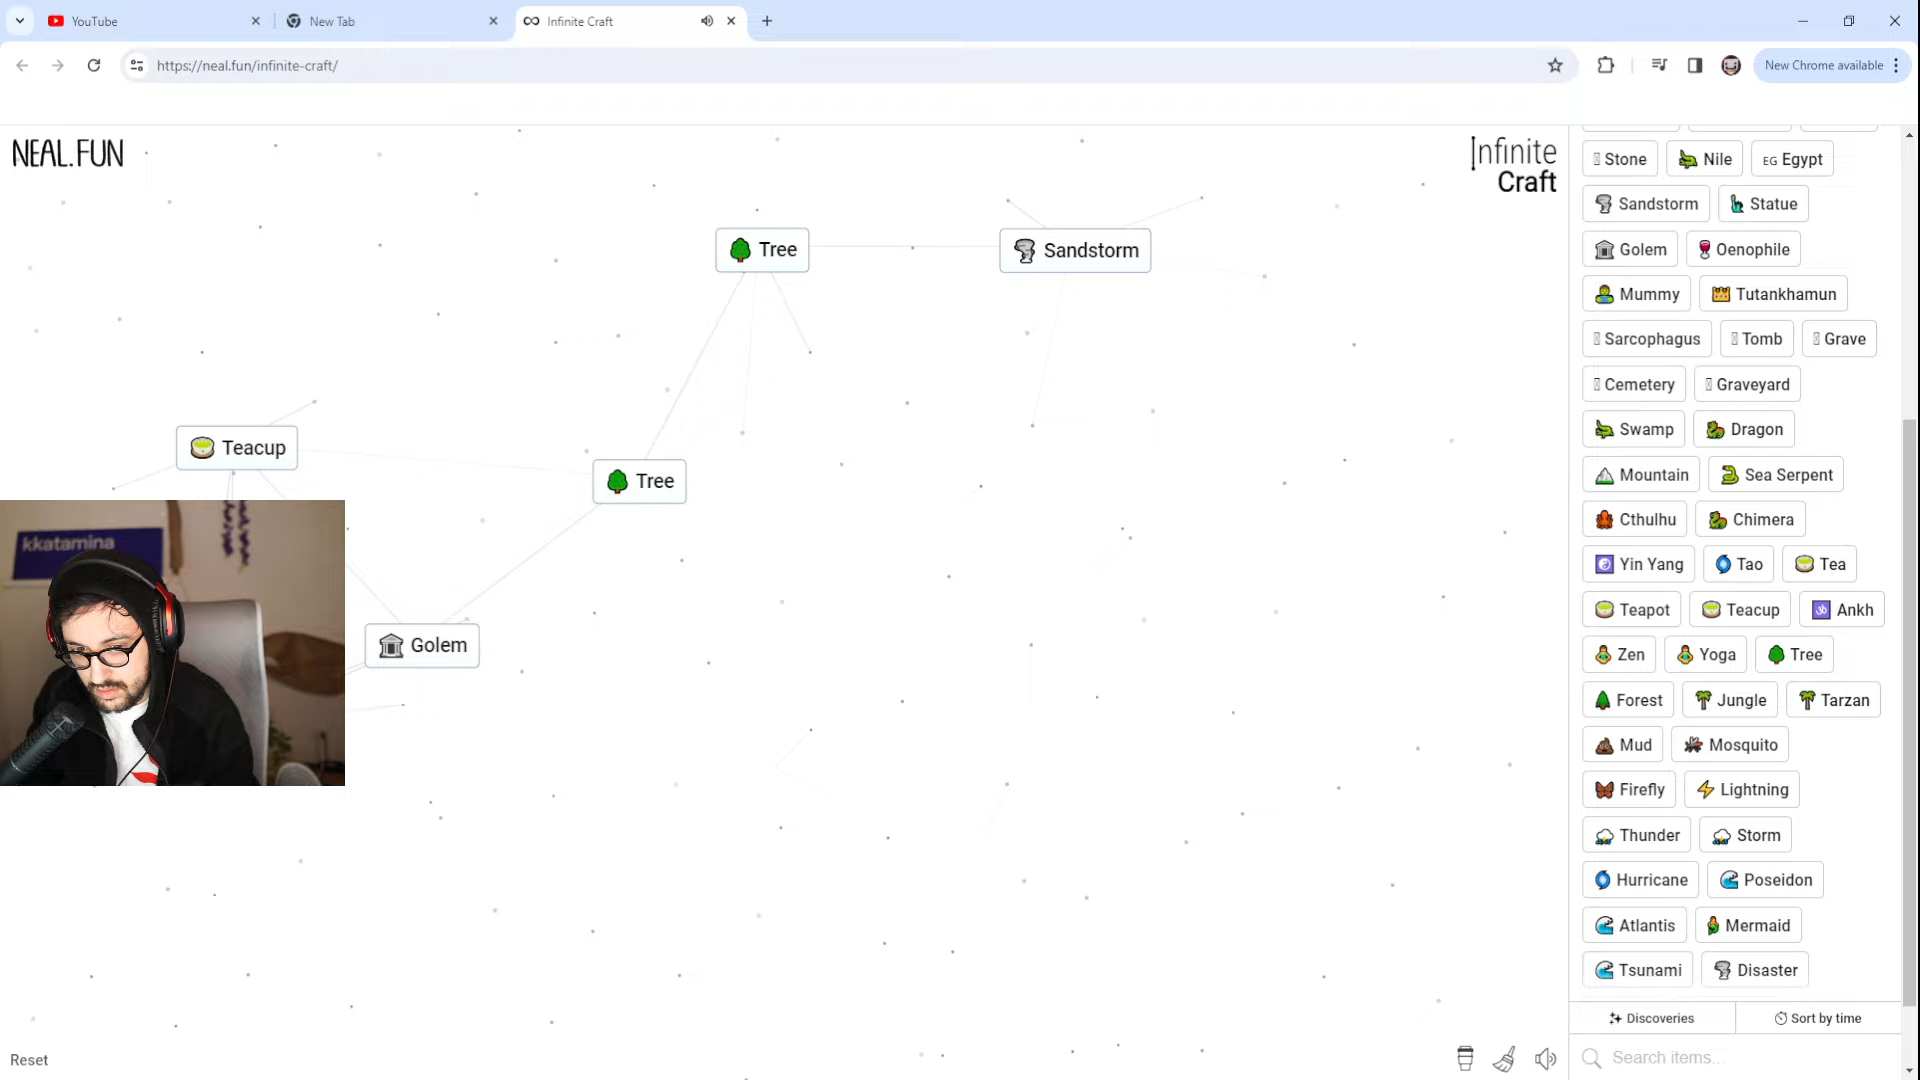 YouTube
New Tab
Infinite Craft
https://neal.fun/infinite-craft/
New Chrome available
NEAL.FUN
Infinite
Craft
Tree
Sandstorm
Teacup
Tree
Golem
kkatamina
Stone
Nile
EG Egypt
Sandstorm
Statue
Golem
Oenophile
Mummy
Tutankhamun
Sarcophagus
Tomb
Grave
Cemetery
Graveyard
Swamp
Dragon
Mountain
Sea Serpent
Cthulhu
Chimera
Yin Yang
Tao
Tea
Teapot
Teacup
Ankh
Zen
Yoga
Tree
Forest
Jungle
Tarzan
Mud
Mosquito
Firefly
Lightning
Thunder
Storm
Hurricane
Poseidon
Atlantis
Mermaid
Tsunami
Disaster
Discoveries
Sort by time
Search items...
Reset